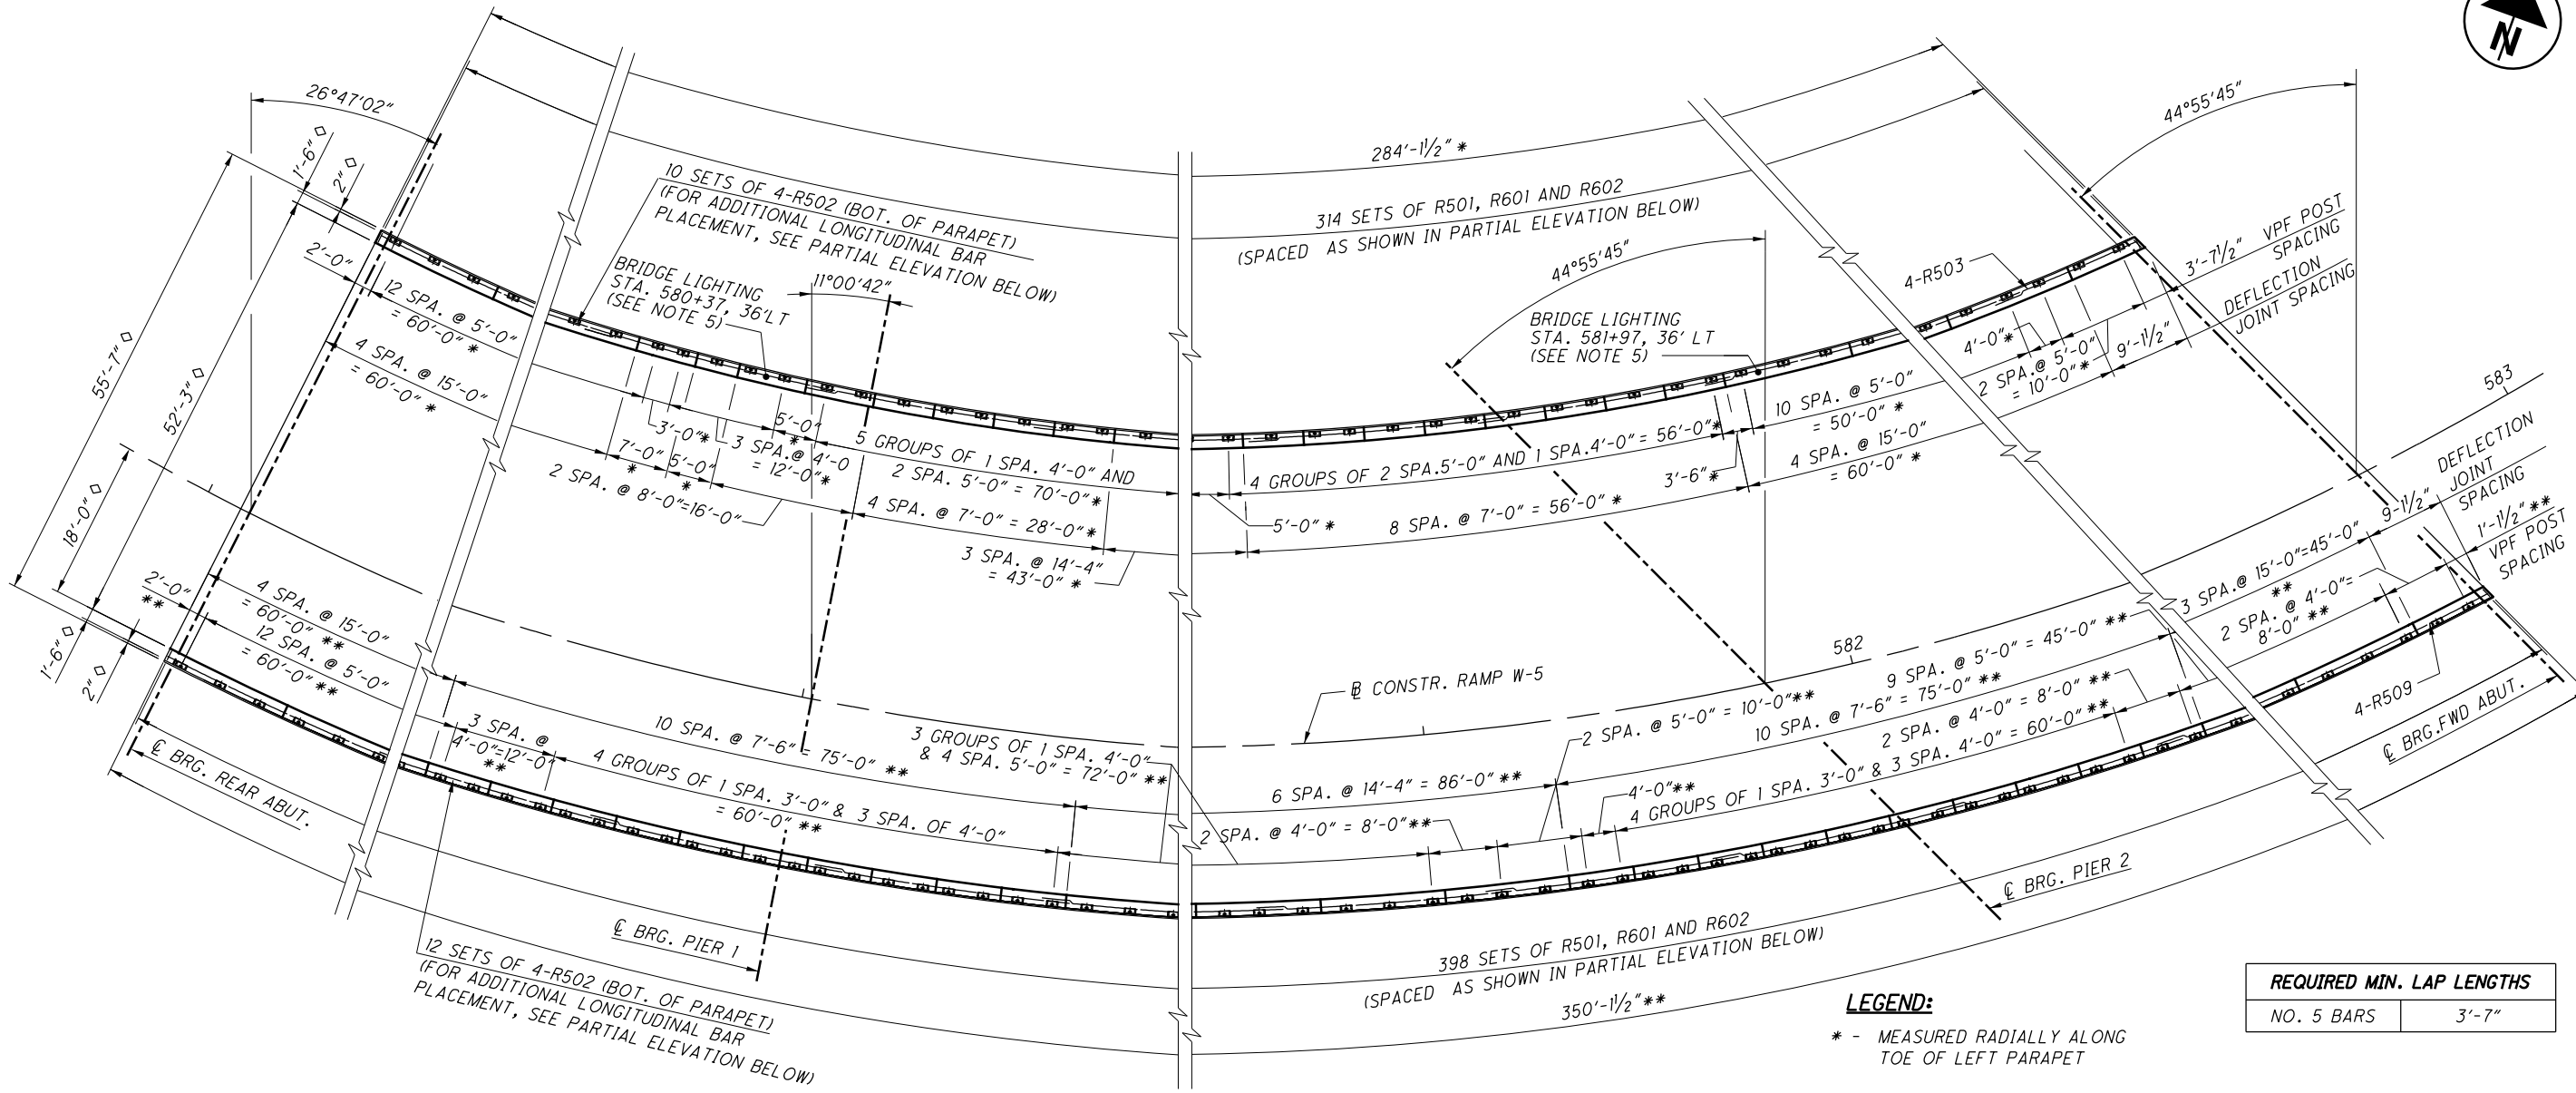 N
26°47'02"
1'-6" ◊
2" ◊
55'-7" ◊
52'-3" ◊
18'-0" ◊
1'-6" ◊
2" ◊
284'-1½" *
314 SETS OF R501, R601 AND R602
(SPACED AS SHOWN IN PARTIAL ELEVATION BELOW)
10 SETS OF 4-R502 (BOT. OF PARAPET)
(FOR ADDITIONAL LONGITUDINAL BAR
PLACEMENT, SEE PARTIAL ELEVATION BELOW)
BRIDGE LIGHTING
STA. 580+37, 36'LT
(SEE NOTE 5)
11°00'42"
44°55'45"
44°55'45"
BRIDGE LIGHTING
STA. 581+97, 36' LT
(SEE NOTE 5)
4-R503
3'-7½" VPF POST
SPACING
DEFLECTION
JOINT SPACING
2'-0"
12 SPA. @ 5'-0"
= 60'-0" *
4 SPA. @ 15'-0"
= 60'-0" *
3'-0"*
3 SPA.@ 4'-0
= 12'-0"*
5'-0"
*
7'-0"
*
5'-0"
*
2 SPA. @ 8'-0"=16'-0"
5 GROUPS OF 1 SPA. 4'-0" AND
2 SPA. 5'-0" = 70'-0"*
4 SPA. @ 7'-0" = 28'-0"*
3 SPA. @ 14'-4"
= 43'-0" *
5'-0" *
4 GROUPS OF 2 SPA.5'-0" AND 1 SPA.4'-0" = 56'-0"*
8 SPA. @ 7'-0" = 56'-0" *
3'-6"*
10 SPA. @ 5'-0"
= 50'-0" *
4 SPA. @ 15'-0"
= 60'-0" *
4'-0"*
2 SPA.@ 5'-0"
= 10'-0"*
9'-1½"
583
DEFLECTION
JOINT
SPACING
9-1½"
1'-1½" **
VPF POST
SPACING
2'-0"
**
4 SPA. @ 15'-0"
= 60'-0" **
12 SPA. @ 5'-0"
= 60'-0" **
3 SPA. @
4'-0"=12'-0"
**
10 SPA. @ 7'-6" = 75'-0" **
4 GROUPS OF 1 SPA. 3'-0" & 3 SPA. OF 4'-0"
= 60'-0" **
3 GROUPS OF 1 SPA. 4'-0"
& 4 SPA. 5'-0" = 72'-0" **
6 SPA. @ 14'-4" = 86'-0" **
2 SPA. @ 4'-0" = 8'-0"**
℄ CONSTR. RAMP W-5
582
2 SPA. @ 5'-0" = 10'-0"**
9 SPA. @ 5'-0" = 45'-0" **
10 SPA. @ 7'-6" = 75'-0" **
2 SPA. @ 4'-0" = 8'-0" **
4'-0"**
4 GROUPS OF 1 SPA. 3'-0" & 3 SPA. 4'-0" = 60'-0"**
3 SPA.@ 15'-0"=45'-0"
**
2 SPA. @ 4'-0"=
8'-0" **
4-R509
℄ BRG.FWD ABUT.
℄ BRG. REAR ABUT.
℄ BRG. PIER 1
℄ BRG. PIER 2
12 SETS OF 4-R502 (BOT. OF PARAPET)
(FOR ADDITIONAL LONGITUDINAL BAR
PLACEMENT, SEE PARTIAL ELEVATION BELOW)
398 SETS OF R501, R601 AND R602
(SPACED AS SHOWN IN PARTIAL ELEVATION BELOW)
350'-1½"**
LEGEND:
* - MEASURED RADIALLY ALONG
TOE OF LEFT PARAPET
REQUIRED MIN. LAP LENGTHS
NO. 5 BARS 3'-7"